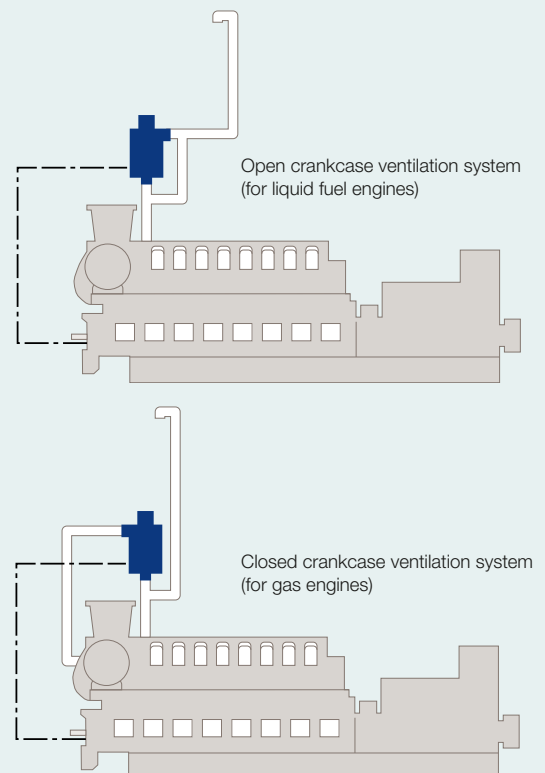 Open crankcase ventilation system
(for liquid fuel engines)
Closed crankcase ventilation system
(for gas engines)